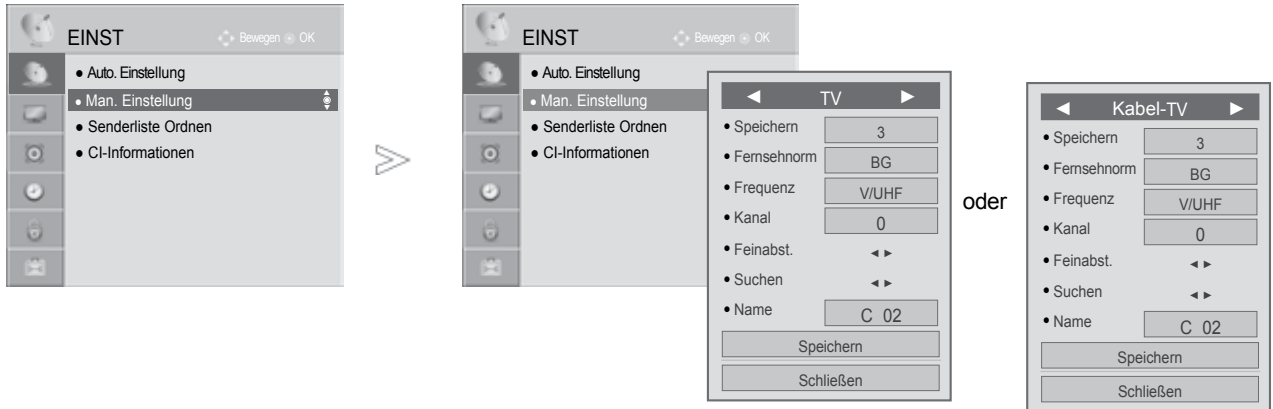 EINST
Bewegen OK
● Auto. Einstellung
● Man. Einstellung
● Senderliste Ordnen
● CI-Informationen
EINST
Bewegen OK
● Auto. Einstellung
● Man. Einstellung
● Senderliste Ordnen
● CI-Informationen
◄ TV ►
• Speichern 3
• Fernsehnorm BG
• Frequenz V/UHF
• Kanal 0
• Feinabst. ◄ ►
• Suchen ◄ ►
• Name C 02
Speichern
Schließen
oder
◄ Kabel-TV ►
• Speichern 3
• Fernsehnorm BG
• Frequenz V/UHF
• Kanal 0
• Feinabst. ◄ ►
• Suchen ◄ ►
• Name C 02
Speichern
Schließen